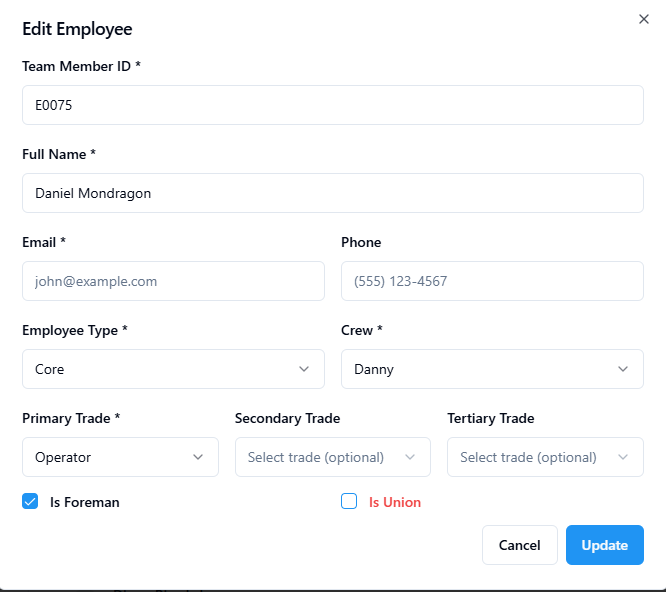 Edit Employee
Team Member ID *
E0075
Full Name *
Daniel Mondragon
Email * Phone
john@example.com (555) 123-4567
Employee Type * Crew *
Core Danny
Primary Trade * Secondary Trade Tertiary Trade
Operator Select trade (optional) Select trade (optional)
Is Foreman Is Union
Cancel Update